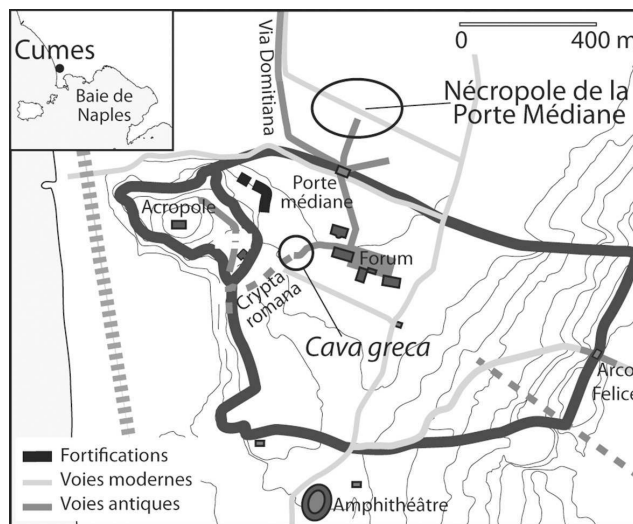 Cumes
Baie de
Naples
0 400 m
Via Domitiana
Nécropole de la
Porte Médiane
Porte
médiane
Acropole
Forum
Crypta
romana
Cava greca
Arco
Felice
Fortifications
Voies modernes
Voies antiques
Amphithéâtre